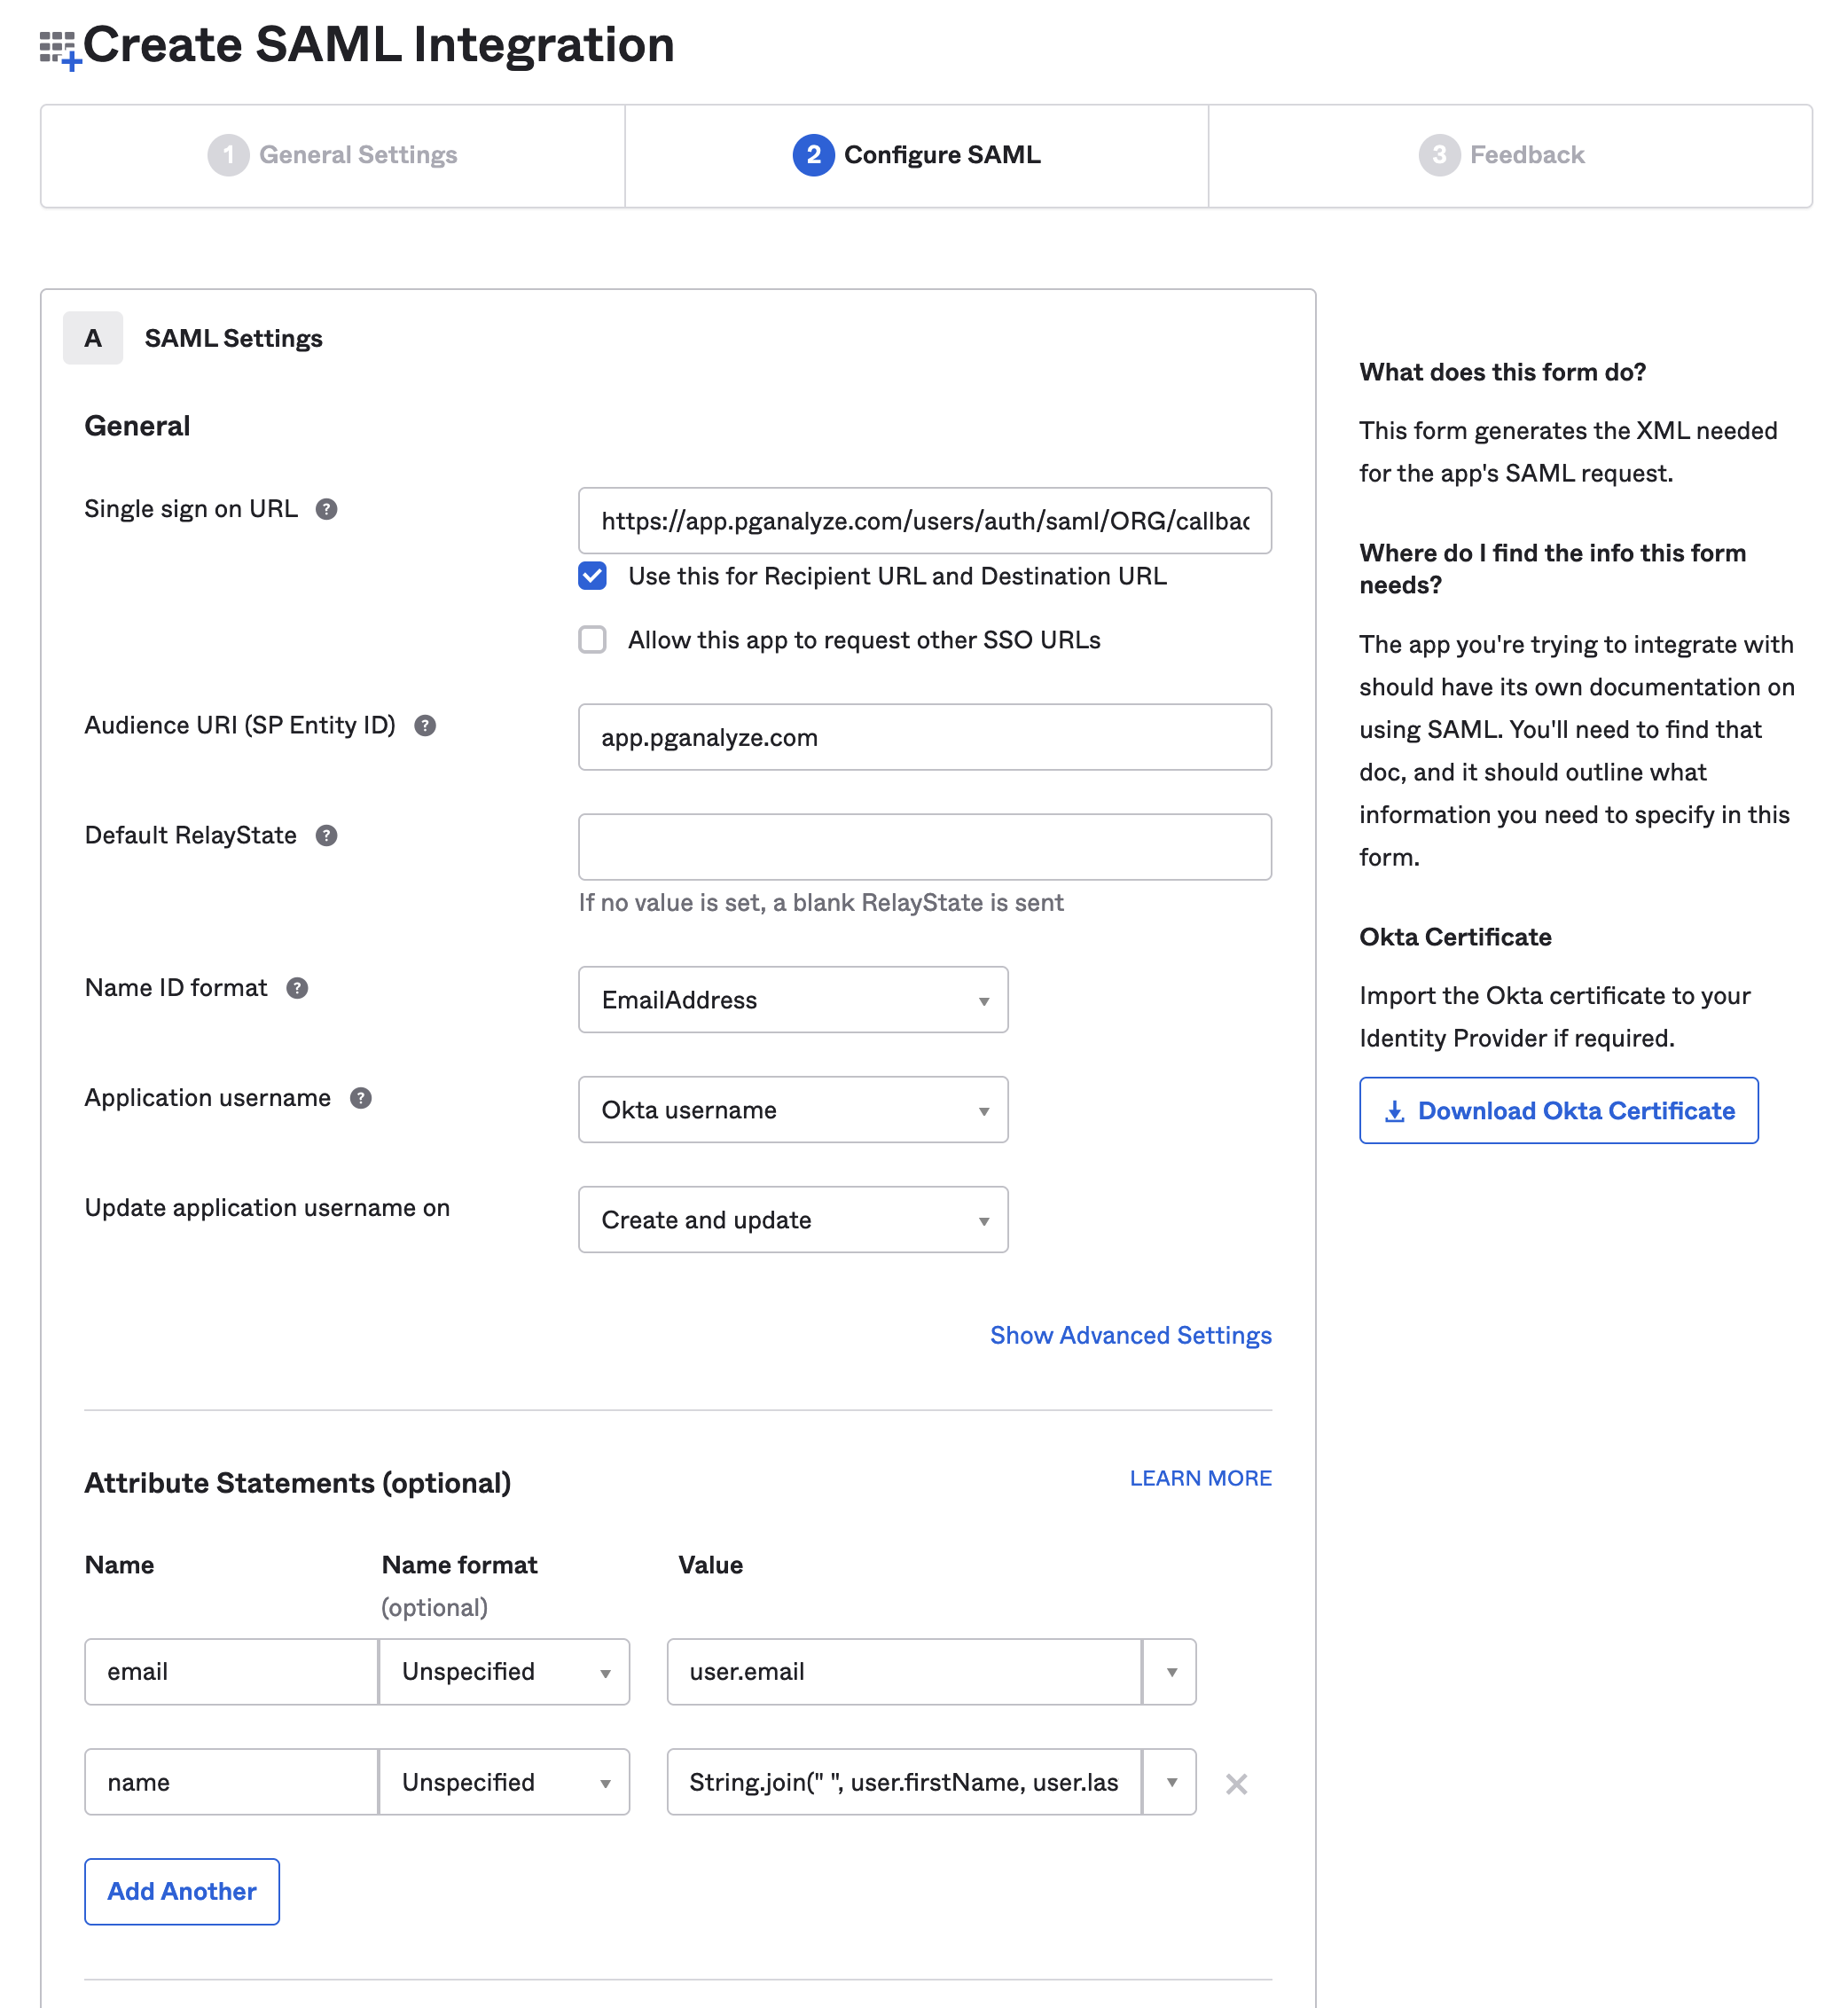 Create SAML Integration
1 General Settings
2 Configure SAML
3 Feedback
A SAML Settings
General
Single sign on URL ?
https://app.pganalyze.com/users/auth/saml/ORG/callbac
Use this for Recipient URL and Destination URL
Allow this app to request other SSO URLs
Audience URI (SP Entity ID) ?
app.pganalyze.com
Default RelayState ?
If no value is set, a blank RelayState is sent
Name ID format ?
EmailAddress
Application username ?
Okta username
Update application username on
Create and update
Show Advanced Settings
Attribute Statements (optional)
LEARN MORE
Name
Name format
(optional)
Value
email
Unspecified
user.email
name
Unspecified
String.join(" ", user.firstName, user.las
Add Another
What does this form do?
This form generates the XML needed
for the app's SAML request.
Where do I find the info this form
needs?
The app you're trying to integrate with
should have its own documentation on
using SAML. You'll need to find that
doc, and it should outline what
information you need to specify in this
form.
Okta Certificate
Import the Okta certificate to your
Identity Provider if required.
Download Okta Certificate